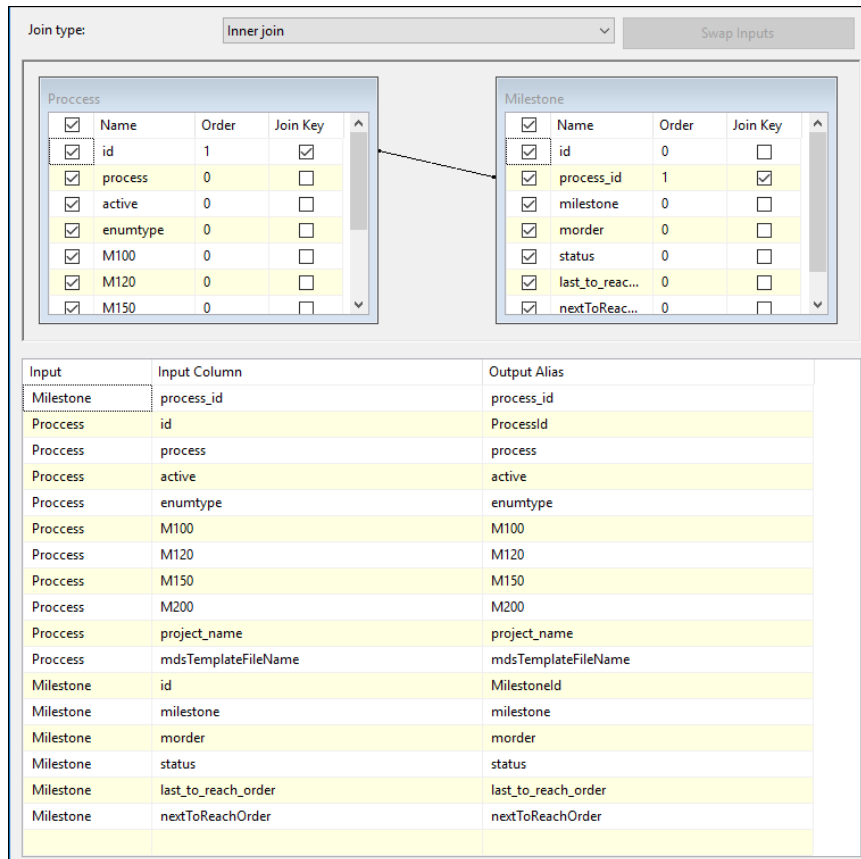 Join type: Inner join Swap Inputs
Proccess
Name Order Join Key
id 1
process 0
active 0
enumtype 0
M100 0
M120 0
M150 0
Milestone
Name Order Join Key
id 0
process_id 1
milestone 0
morder 0
status 0
last_to_reac... 0
nextToReac... 0
Input Input Column Output Alias
Milestone process_id process_id
Proccess id ProcessId
Proccess process process
Proccess active active
Proccess enumtype enumtype
Proccess M100 M100
Proccess M120 M120
Proccess M150 M150
Proccess M200 M200
Proccess project_name project_name
Proccess mdsTemplateFileName mdsTemplateFileName
Milestone id MilestoneId
Milestone milestone milestone
Milestone morder morder
Milestone status status
Milestone last_to_reach_order last_to_reach_order
Milestone nextToReachOrder nextToReachOrder